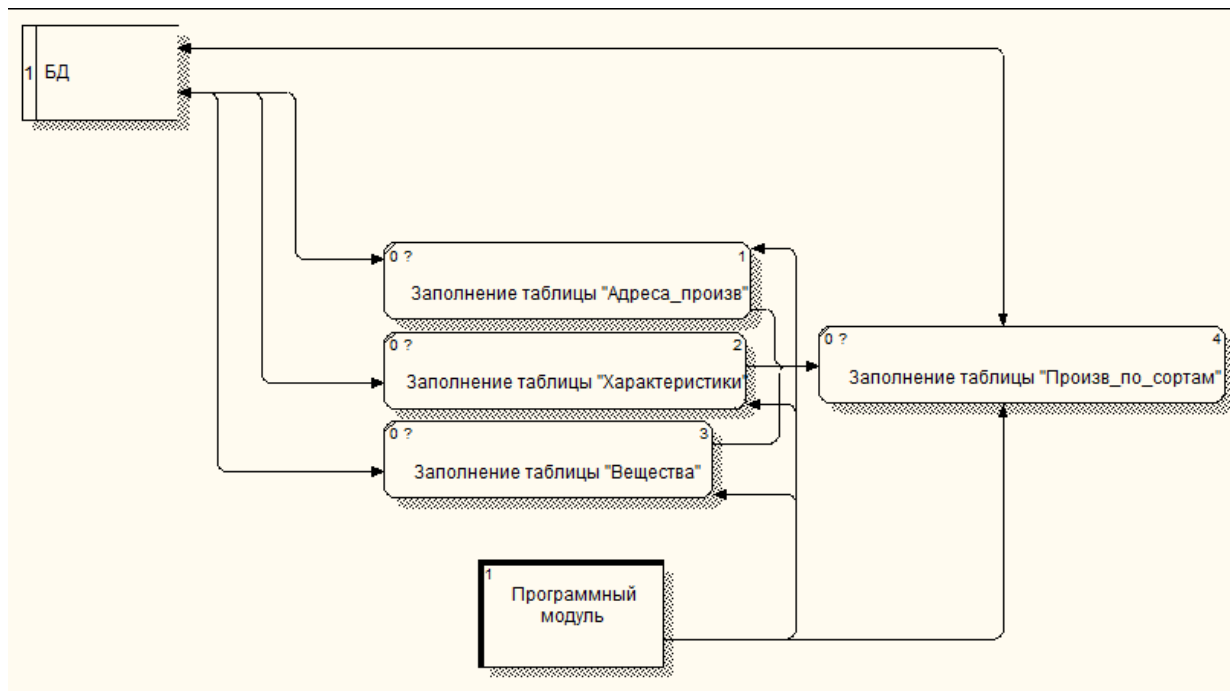 1 БД
0 ? 1
Заполнение таблицы "Адреса_произв"
0 ? 2
Заполнение таблицы "Характеристики"
0 ? 4
Заполнение таблицы "Произв_по_сортам"
0 ? 3
Заполнение таблицы "Вещества"
1
Программный
модуль